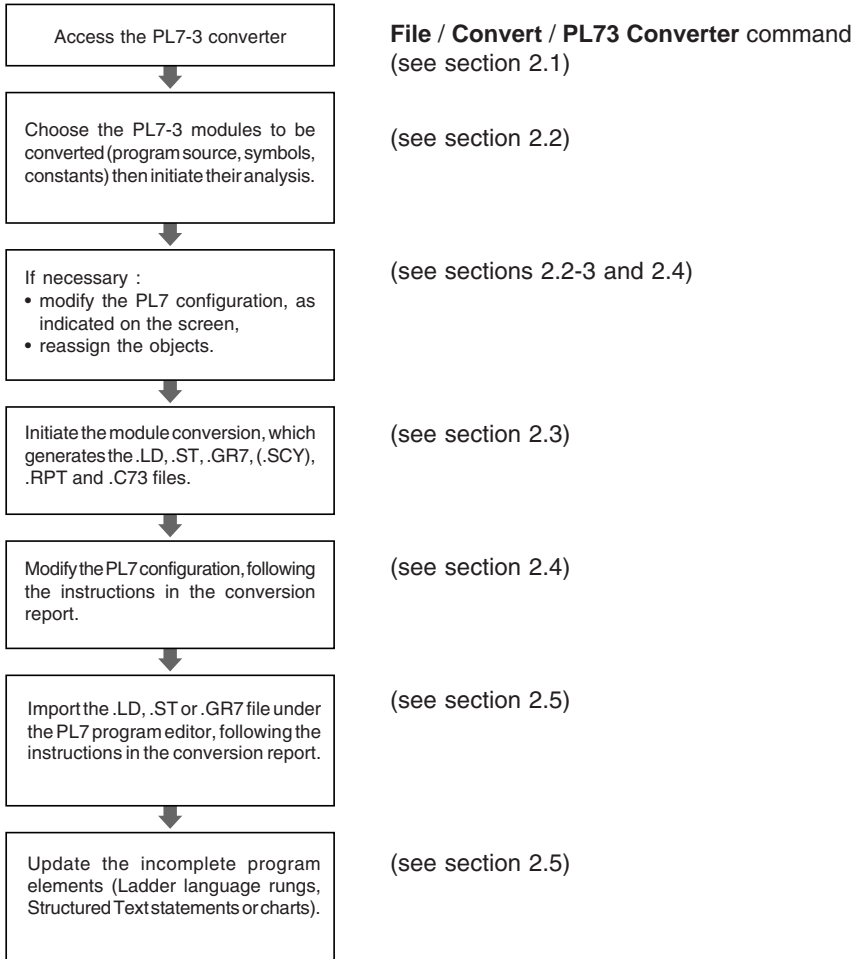 Access the PL7-3 converter
File / Convert / PL73 Converter command
(see section 2.1)
Choose the PL7-3 modules to be
converted (program source, symbols,
constants) then initiate their analysis.
(see section 2.2)
If necessary :
• modify the PL7 configuration, as
indicated on the screen,
• reassign the objects.
(see sections 2.2-3 and 2.4)
Initiate the module conversion, which
generates the .LD, .ST, .GR7, (.SCY),
.RPT and .C73 files.
(see section 2.3)
Modify the PL7 configuration, following
the instructions in the conversion
report.
(see section 2.4)
Import the .LD, .ST or .GR7 file under
the PL7 program editor, following the
instructions in the conversion report.
(see section 2.5)
Update the incomplete program
elements (Ladder language rungs,
Structured Text statements or charts).
(see section 2.5)